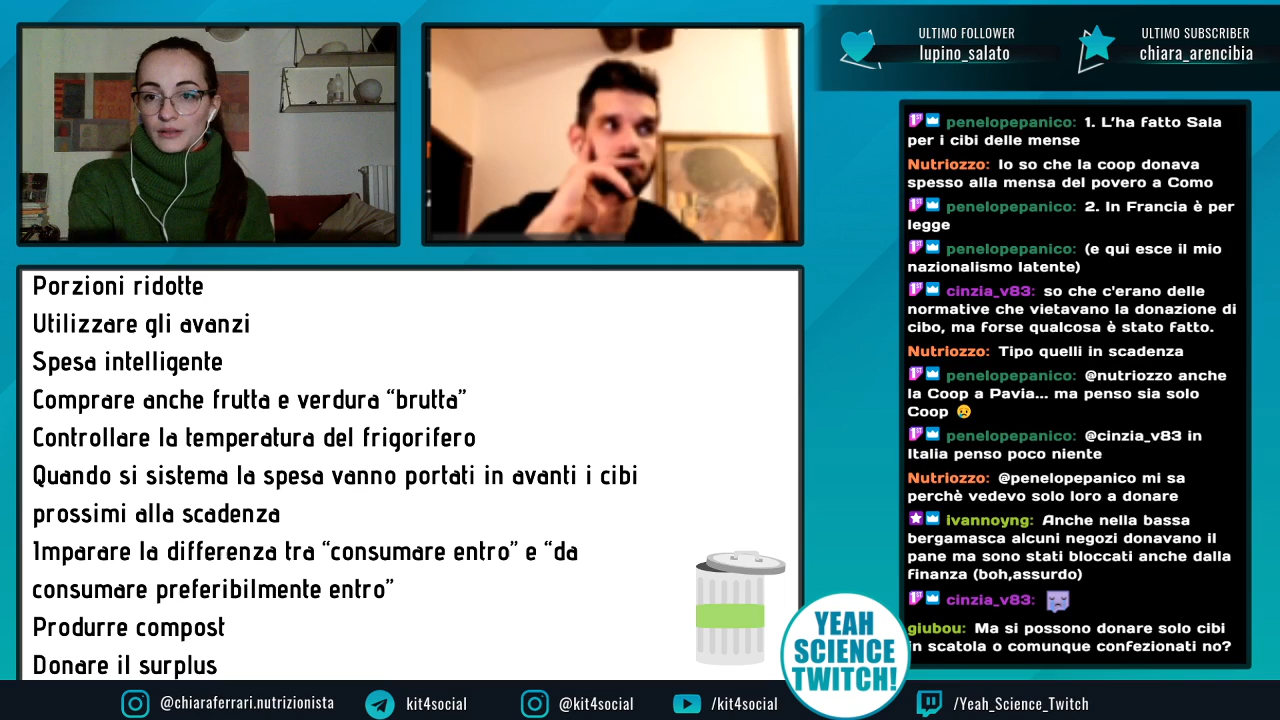 ULTIMO FOLLOWER
lupino_salato
ULTIMO SUBSCRIBER
chiara_arencibia
Porzioni ridotte
Utilizzare gli avanzi
Spesa intelligente
Comprare anche frutta e verdura “brutta”
Controllare la temperatura del frigorifero
Quando si sistema la spesa vanno portati in avanti i cibi
prossimi alla scadenza
Imparare la differenza tra “consumare entro” e “da
consumare preferibilmente entro”
Produrre compost
Donare il surplus
1ST penelopepanico: 1. L’ha fatto Sala
per i cibi delle mense
Nutriozzo: Io so che la coop donava
spesso alla mensa del povero a Como
1ST penelopepanico: 2. In Francia è per
legge
1ST penelopepanico: (e qui esce il mio
nazionalismo latente)
1ST cinzia_v83: so che c'erano delle
normative che vietavano la donazione di
cibo, ma forse qualcosa è stato fatto.
Nutriozzo: Tipo quelli in scadenza
1ST penelopepanico: @nutriozzo anche
la Coop a Pavia... ma penso sia solo
Coop 😥
1ST penelopepanico: @cinzia_v83 in
Italia penso poco niente
Nutriozzo: @penelopepanico mi sa
perchè vedevo solo loro a donare
ivannoyng: Anche nella bassa
bergamasca alcuni negozi donavano il
pane ma sono stati bloccati anche dalla
finanza (boh,assurdo)
1ST cinzia_v83:
giubou: Ma si possono donare solo cibi
in scatola o comunque confezionati no?
YEAH
SCIENCE
TWITCH!
@chiaraferrari.nutrizionista
kit4social
@kit4social
/kit4social
/Yeah_Science_Twitch